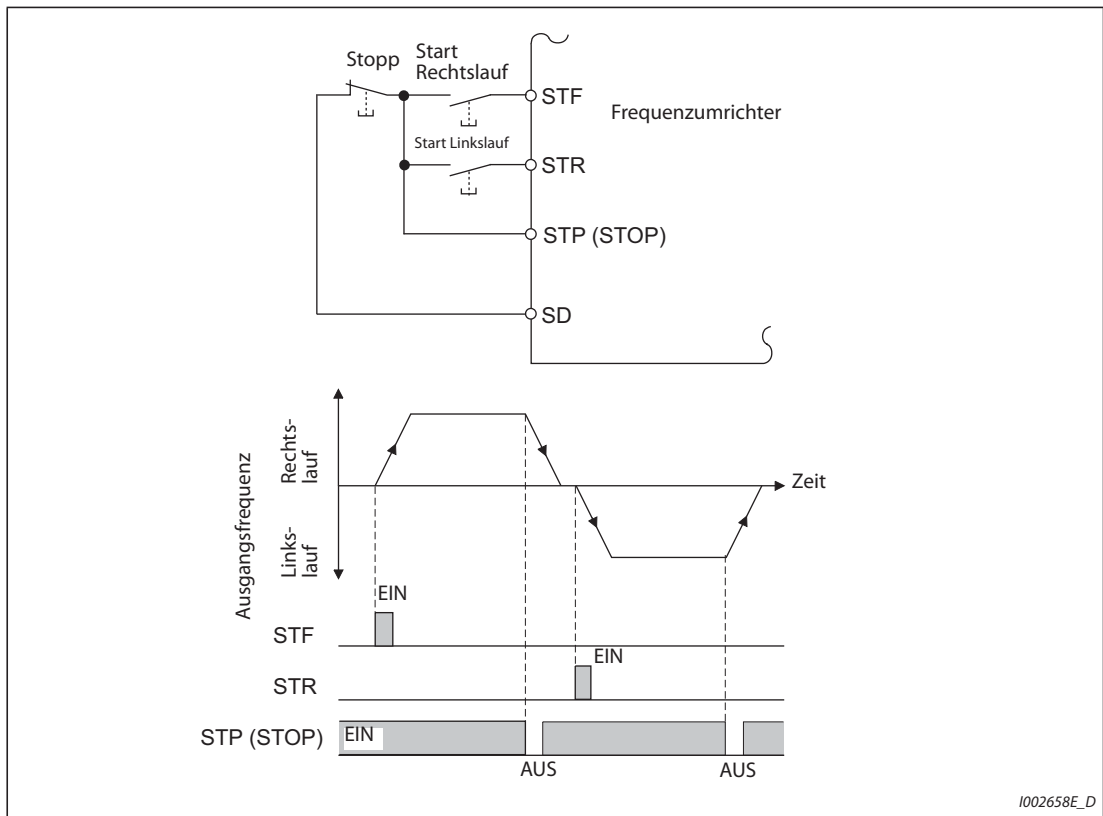 Stopp
Start
Rechtslauf
STF
Frequenzumrichter
Start Linkslauf
STR
STP (STOP)
SD
Ausgangsfrequenz
Rechts-
lauf
Links-
lauf
Zeit
EIN
STF
EIN
STR
STP (STOP)
EIN
AUS
AUS
I002658E_D